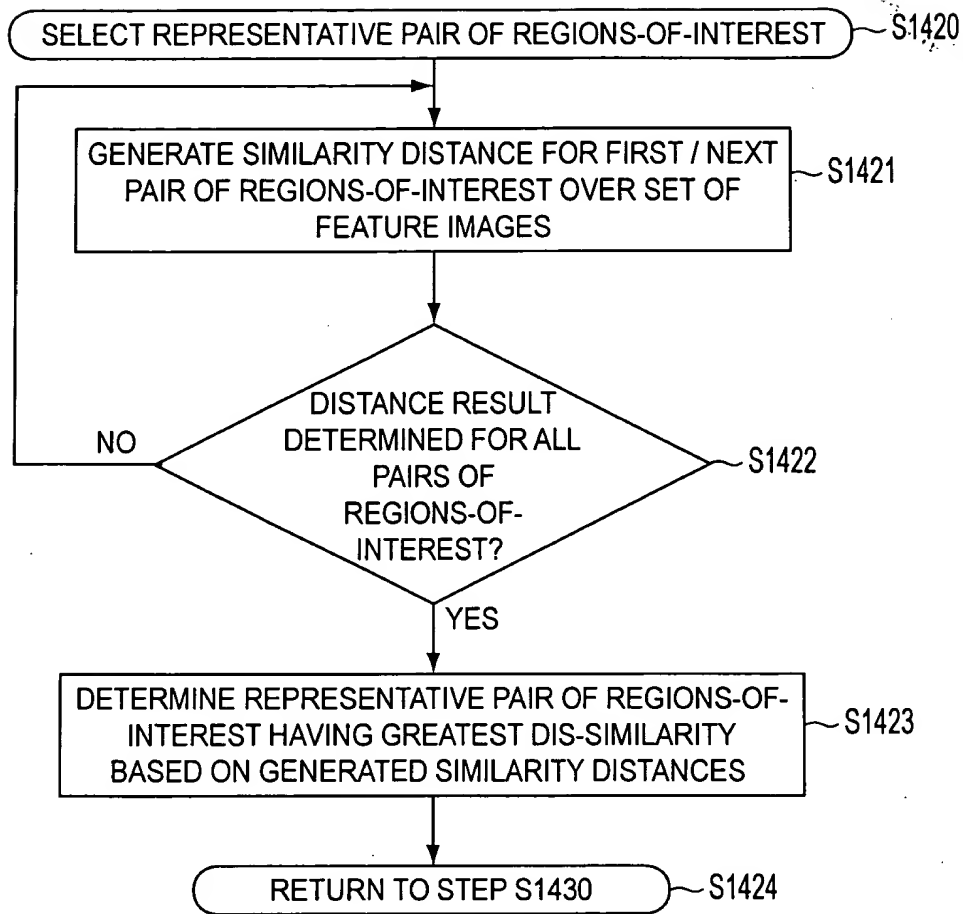 SELECT REPRESENTATIVE PAIR OF REGIONS-OF-INTEREST
S1420
GENERATE SIMILARITY DISTANCE FOR FIRST / NEXT
PAIR OF REGIONS-OF-INTEREST OVER SET OF
FEATURE IMAGES
S1421
DISTANCE RESULT
DETERMINED FOR ALL
PAIRS OF
REGIONS-OF-
INTEREST?
NO
S1422
YES
DETERMINE REPRESENTATIVE PAIR OF REGIONS-OF-
INTEREST HAVING GREATEST DIS-SIMILARITY
BASED ON GENERATED SIMILARITY DISTANCES
S1423
RETURN TO STEP S1430
S1424